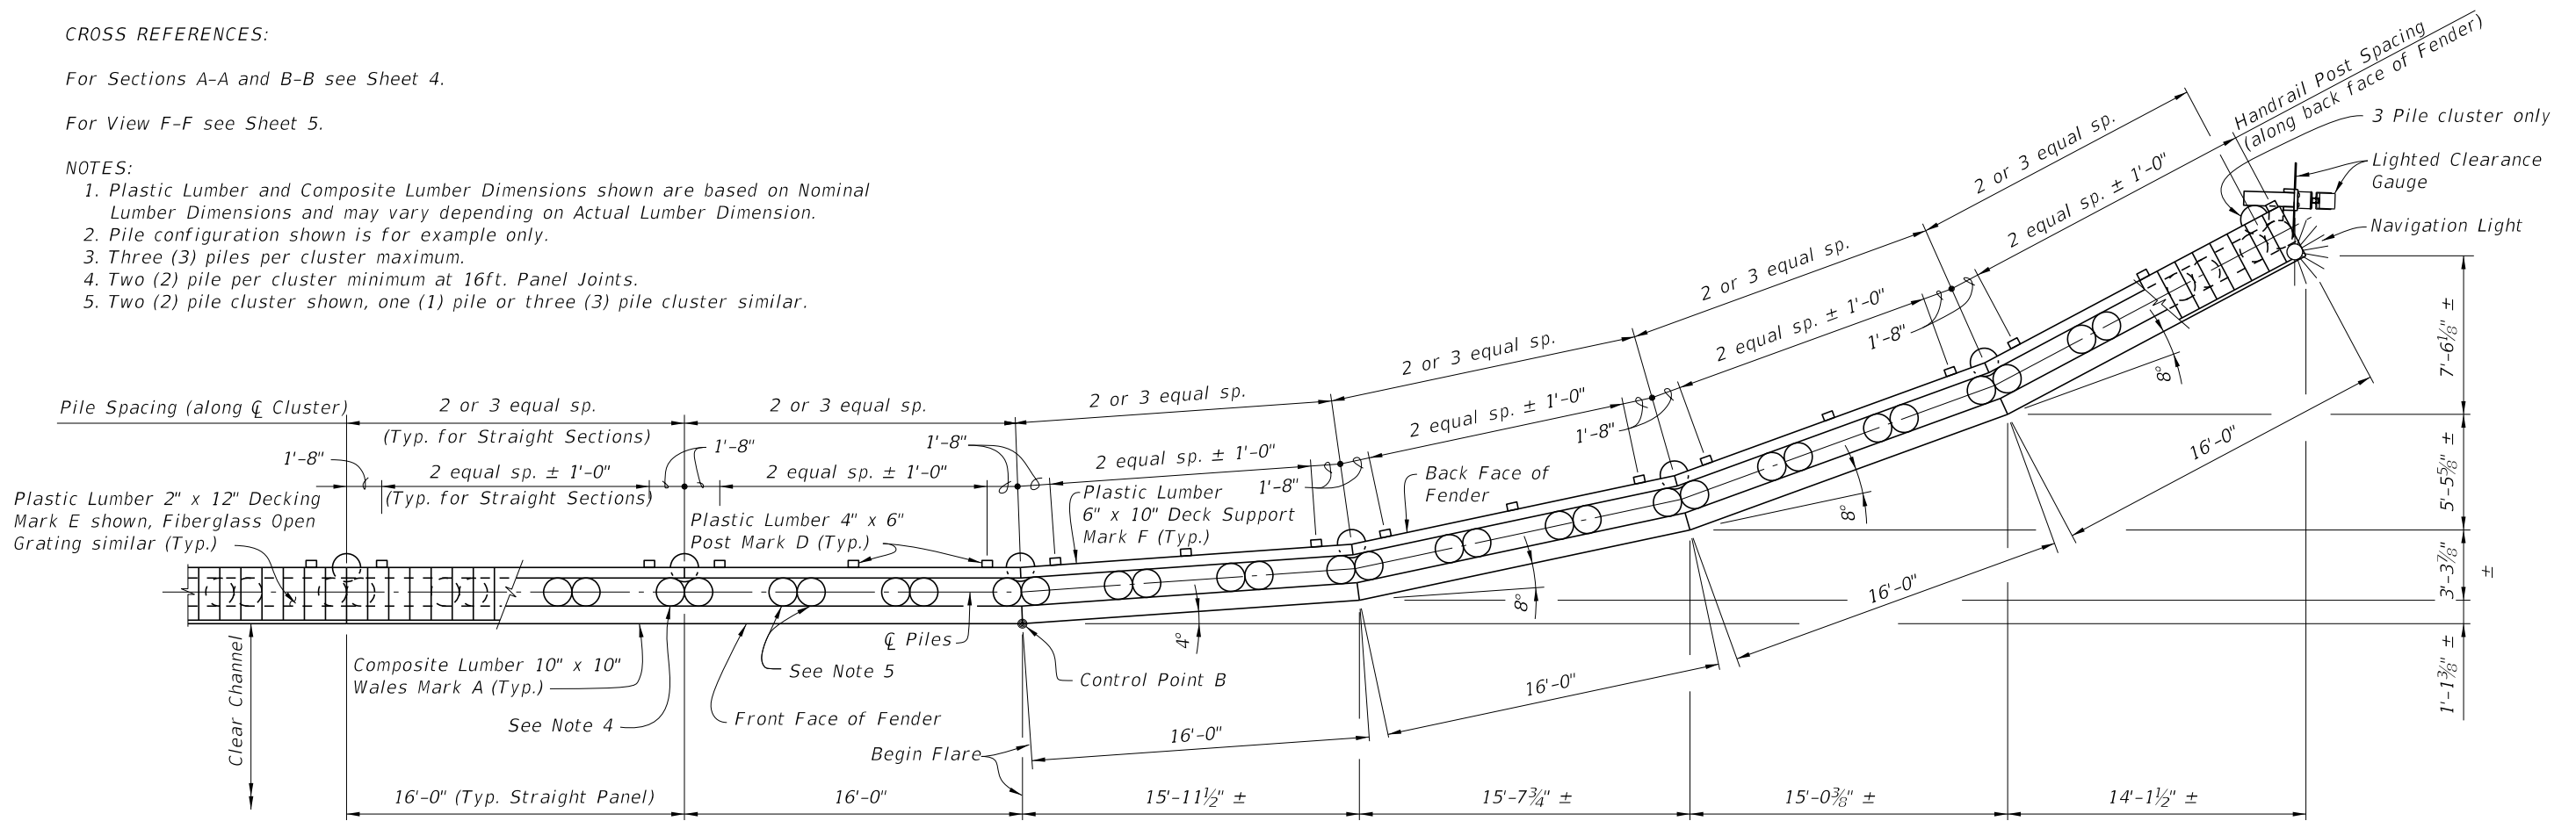 CROSS REFERENCES:
For Sections A-A and B-B see Sheet 4.
For View F-F see Sheet 5.
NOTES:
1. Plastic Lumber and Composite Lumber Dimensions shown are based on Nominal
Lumber Dimensions and may vary depending on Actual Lumber Dimension.
2. Pile configuration shown is for example only.
3. Three (3) piles per cluster maximum.
4. Two (2) pile per cluster minimum at 16ft. Panel Joints.
5. Two (2) pile cluster shown, one (1) pile or three (3) pile cluster similar.
Handrail Post Spacing
(along back face of Fender)
3 Pile cluster only
Lighted Clearance
Gauge
Navigation Light
Pile Spacing (along ℄ Cluster)
2 or 3 equal sp.
(Typ. for Straight Sections)
2 or 3 equal sp.
2 or 3 equal sp.
2 or 3 equal sp.
2 or 3 equal sp.
2 or 3 equal sp.
1'-8"
2 equal sp. ± 1'-0"
(Typ. for Straight Sections)
1'-8"
2 equal sp. ± 1'-0"
1'-8"
2 equal sp. ± 1'-0"
1'-8"
2 equal sp. ± 1'-0"
1'-8"
2 equal sp. ± 1'-0"
1'-8"
2 equal sp. ± 1'-0"
Plastic Lumber 2" x 12" Decking
Mark E shown, Fiberglass Open
Grating similar (Typ.)
Plastic Lumber 4" x 6"
Post Mark D (Typ.)
Plastic Lumber
6" x 10" Deck Support
Mark F (Typ.)
Back Face of
Fender
Clear Channel
Composite Lumber 10" x 10"
Wales Mark A (Typ.)
See Note 4
See Note 5
Front Face of Fender
℄ Piles
Control Point B
Begin Flare
4°
8°
8°
8°
16'-0"
16'-0"
16'-0"
16'-0"
7'-6⅛" ±
5'-5⅝" ±
3'-3⅞"
±
1'-1⅜" ±
16'-0" (Typ. Straight Panel)
16'-0"
15'-11½" ±
15'-7¾" ±
15'-0⅜" ±
14'-1½" ±